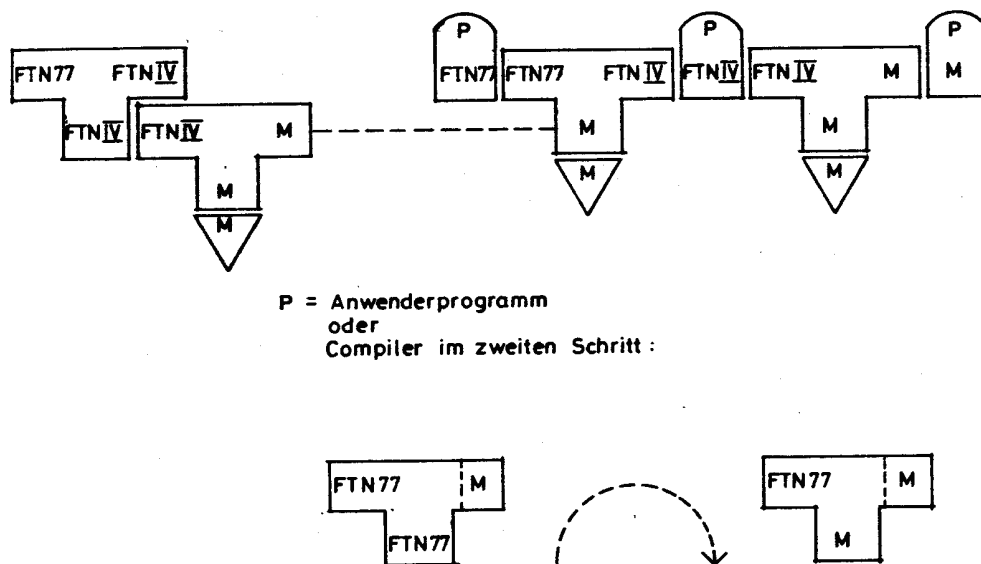 P P P
FTN77 FTNIV FTN77 FTN77 FTNIV FTNIV FTNIV M M
FTNIV FTNIV M M M
M M M
M
P = Anwenderprogramm
oder
Compiler im zweiten Schritt :
FTN77 M FTN77 M
FTN77 M